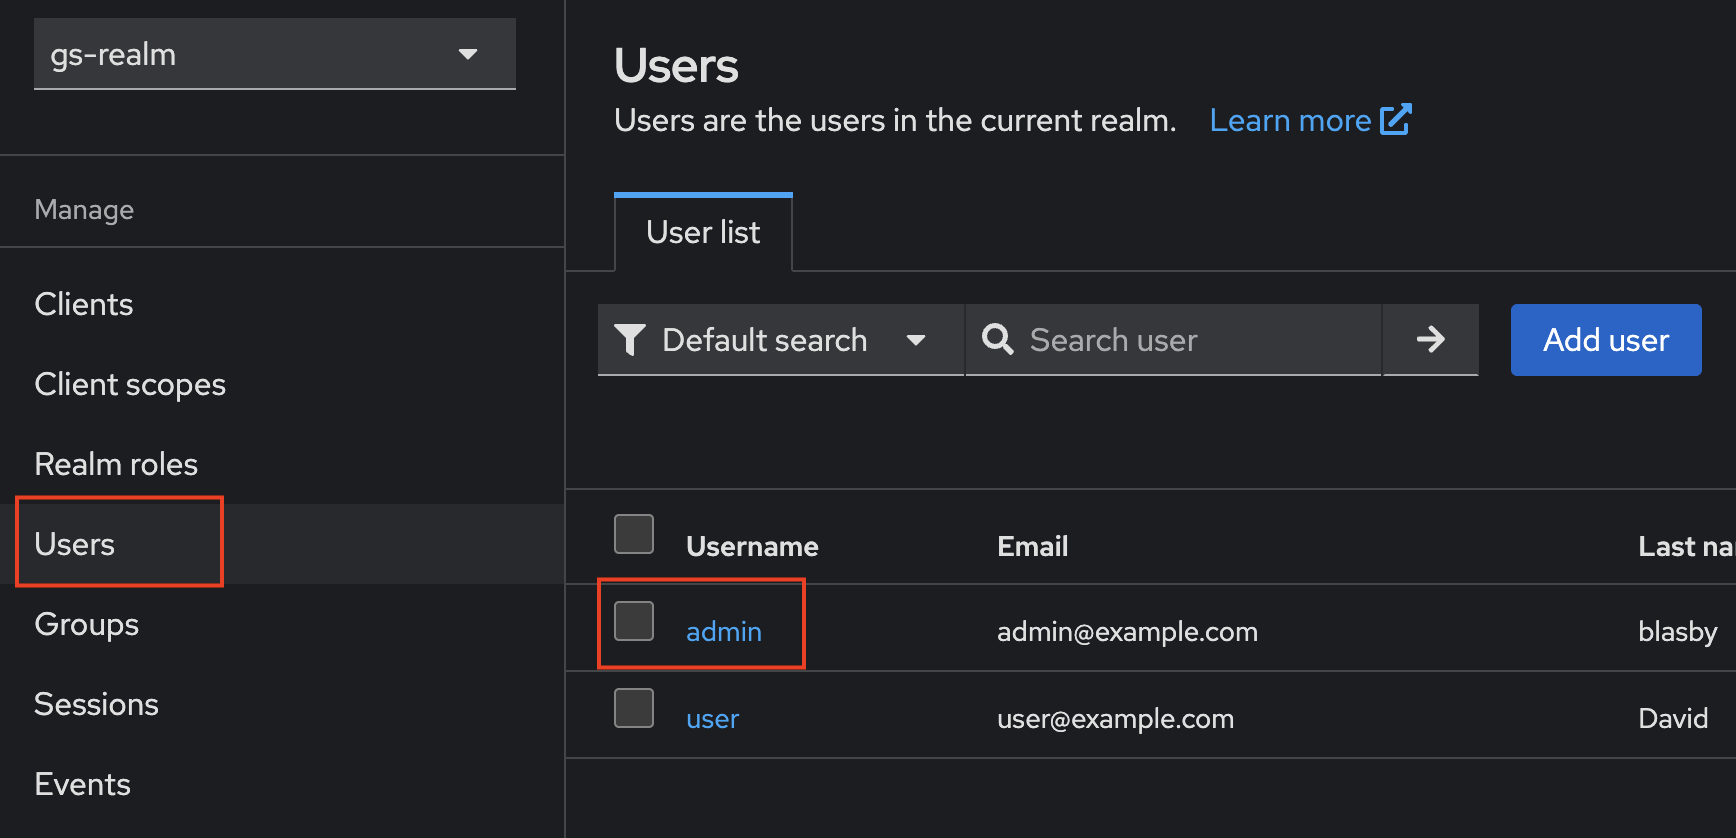 gs-realm
Manage
Clients
Client scopes
Realm roles
Users
Groups
Sessions
Events
Users
Users are the users in the current realm. Learn more
User list
Default search Search user Add user
Username Email Last na
admin admin@example.com blasby
user user@example.com David